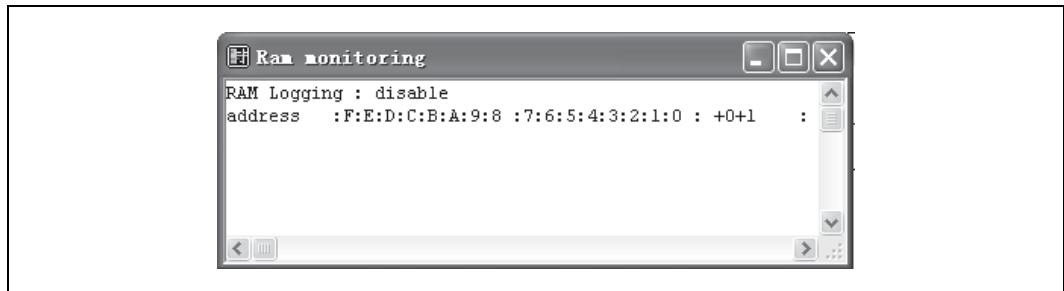 Ram monitoring
RAM Logging : disable
address :F:E:D:C:B:A:9:8 :7:6:5:4:3:2:1:0 : +0+1 :